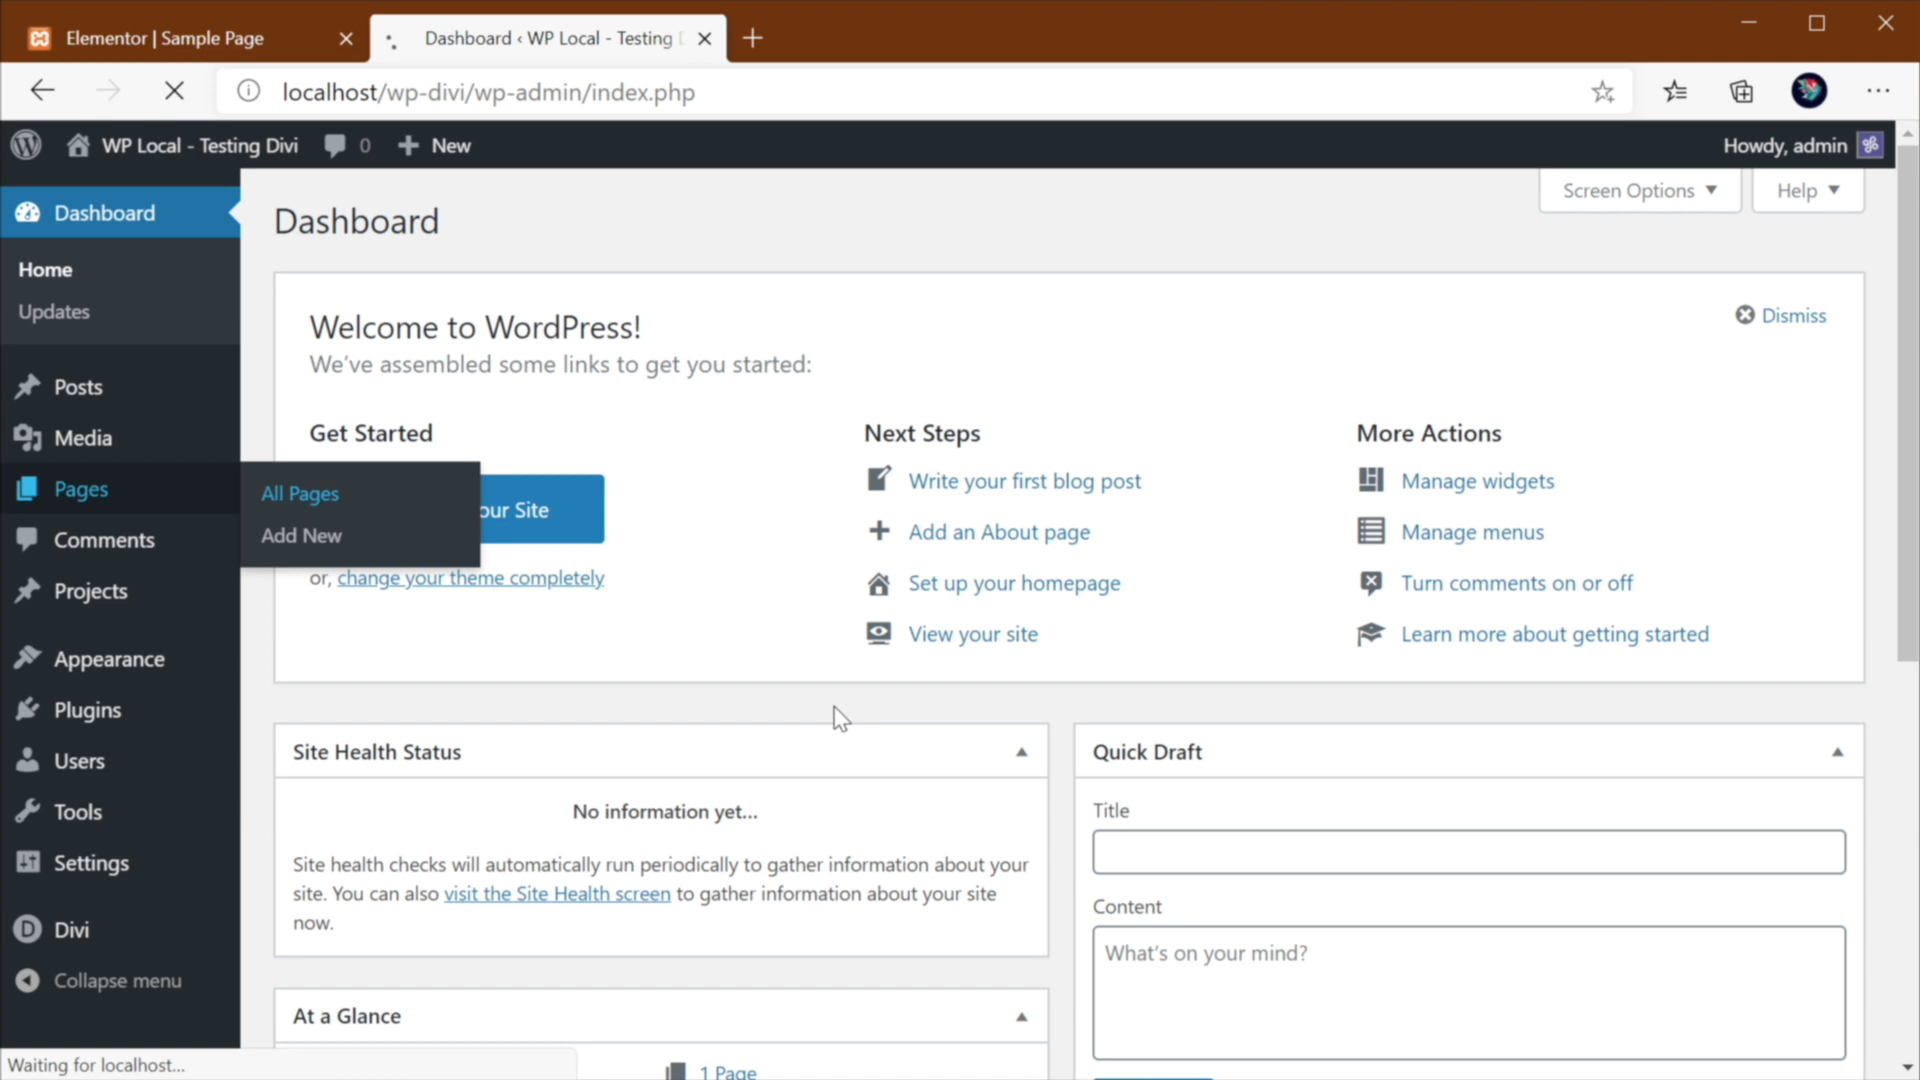 Elementor | Sample Page
Dashboard ‹ WP Local - Testing
localhost/wp-divi/wp-admin/index.php
WP Local - Testing Divi
0
New
Howdy, admin
Dashboard
Home
Updates
Posts
Media
Pages
Comments
Projects
Appearance
Plugins
Users
Tools
Settings
Divi
Collapse menu
All Pages
Add New
Screen Options
Help
Dashboard
Welcome to WordPress!
We've assembled some links to get you started:
Dismiss
Get Started
our Site
or, change your theme completely
Next Steps
Write your first blog post
Add an About page
Set up your homepage
View your site
More Actions
Manage widgets
Manage menus
Turn comments on or off
Learn more about getting started
Site Health Status
No information yet...
Site health checks will automatically run periodically to gather information about your
site. You can also visit the Site Health screen to gather information about your site
now.
At a Glance
1 Page
Quick Draft
Title
Content
What's on your mind?
Waiting for localhost...